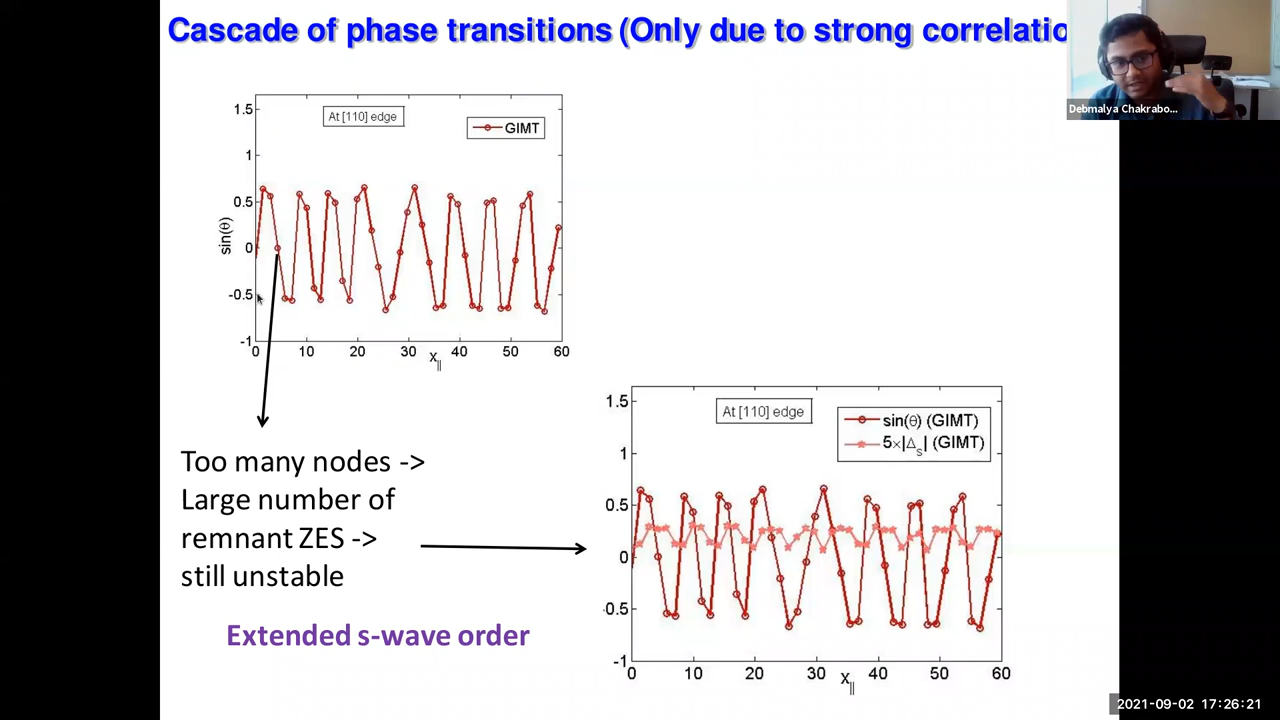 Cascade of phase transitions (Only due to strong correlatio
Debmalya Chakrabo...
1.5
1
0.5
0
-0.5
-1
sin(θ)
At [110] edge
GIMT
0 10 20 30 40 50 60
x||
Too many nodes ->
Large number of
remnant ZES ->
still unstable
Extended s-wave order
1.5
1
0.5
0
-0.5
-1
At [110] edge
sin(θ) (GIMT)
5×|Δs| (GIMT)
0 10 20 30 40 50 60
x||
2021-09-02 17:26:21